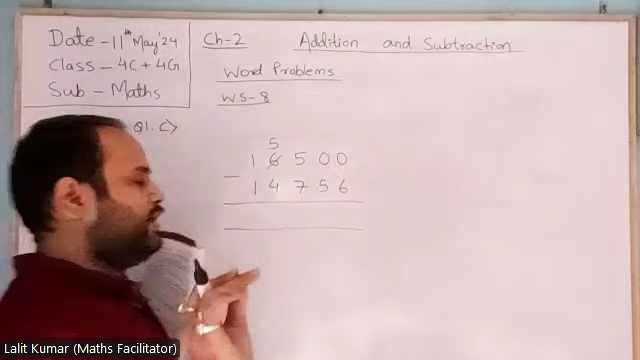 Date - 11th May'24
Class - 4C + 4G
Sub - Maths
Ch-2 Addition and Subtraction
Word Problems
WS-8
Q1. C>
5
1 6 5 0 0
- 1 4 7 5 6
Lalit Kumar (Maths Facilitator)